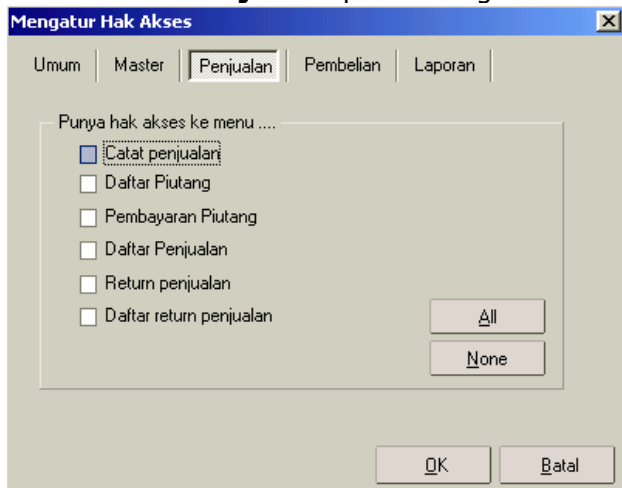 Mengatur Hak Akses
Umum Master Penjualan Pembelian Laporan
Punya hak akses ke menu ....
Catat penjualan
Daftar Piutang
Pembayaran Piutang
Daftar Penjualan
Return penjualan
Daftar return penjualan
All
None
OK Batal